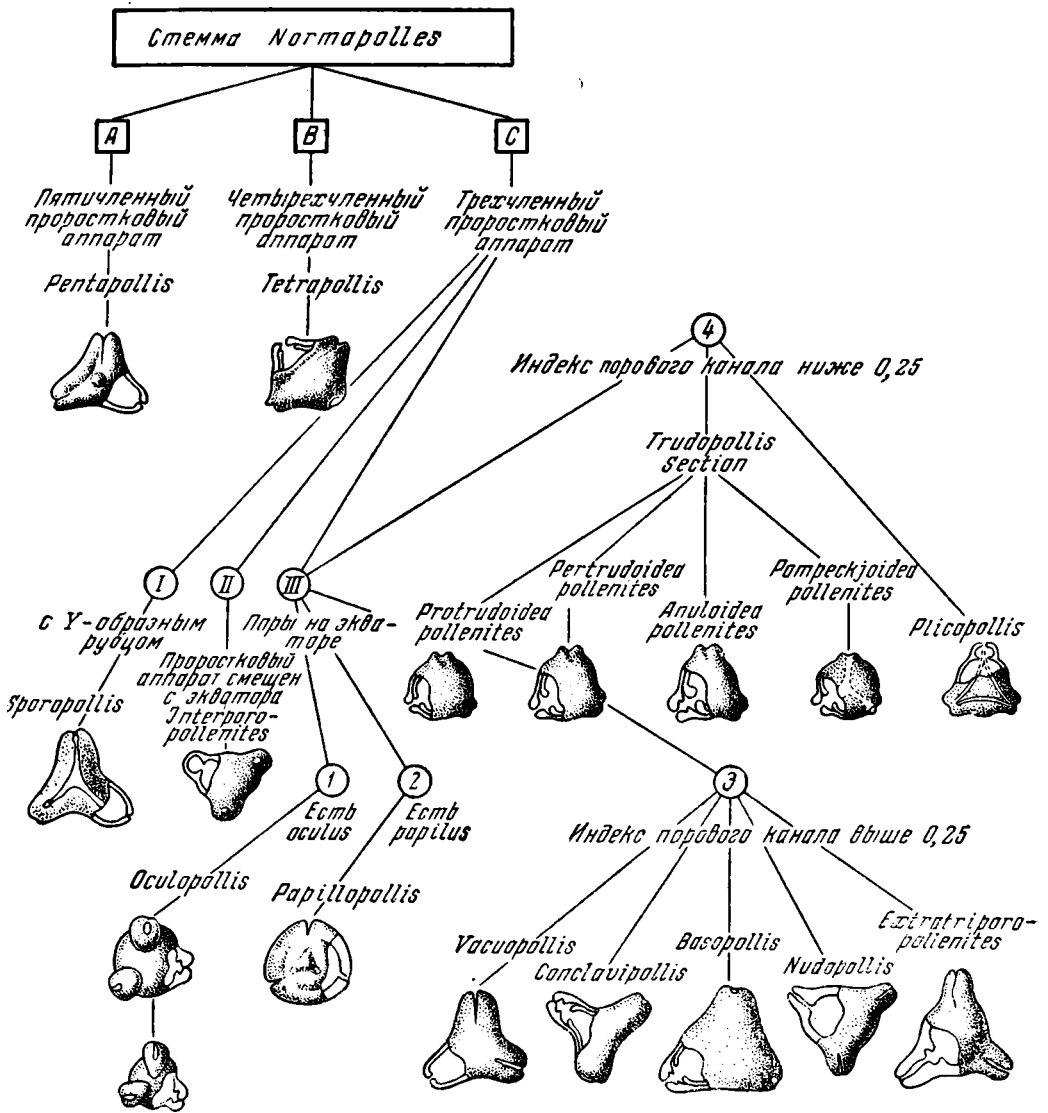 Стемма Normapolles
A
B
C
Пятичленный
проростковый
аппарат
Четырехчленный
проростковый
аппарат
Трехчленный
проростковый
аппарат
Pentapollis
Tetrapollis
4
Индекс порового канала ниже 0,25
Trudopollis
Section
I
II
III
с Y-образным
рубцом
Поры на эква-
торе
Проростковый
аппарат смещен
с экватора
Interporo-
pollenites
Sporopollis
Protrudoidea
pollenites
Pertrudoidea
pollenites
Anuloidea
pollenites
Pompeckjoidea
pollenites
Plicapollis
1
Есть
oculus
2
Есть
papilus
3
Индекс порового канала выше 0,25
Oculopollis
Papillopollis
Vacuopollis
Conclavipollis
Basopollis
Nudopollis
Extratriporo-
pollenites